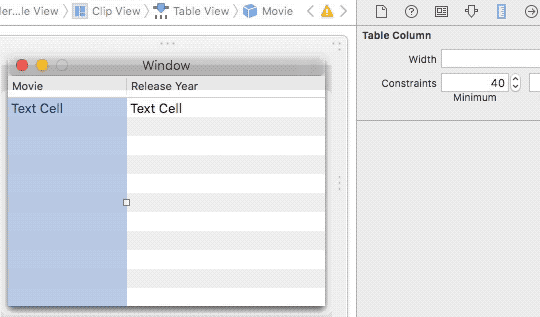 ler...le View Clip View Table View Movie
Table Column
Width
Constraints 40
Minimum
Window
Movie Release Year
Text Cell Text Cell